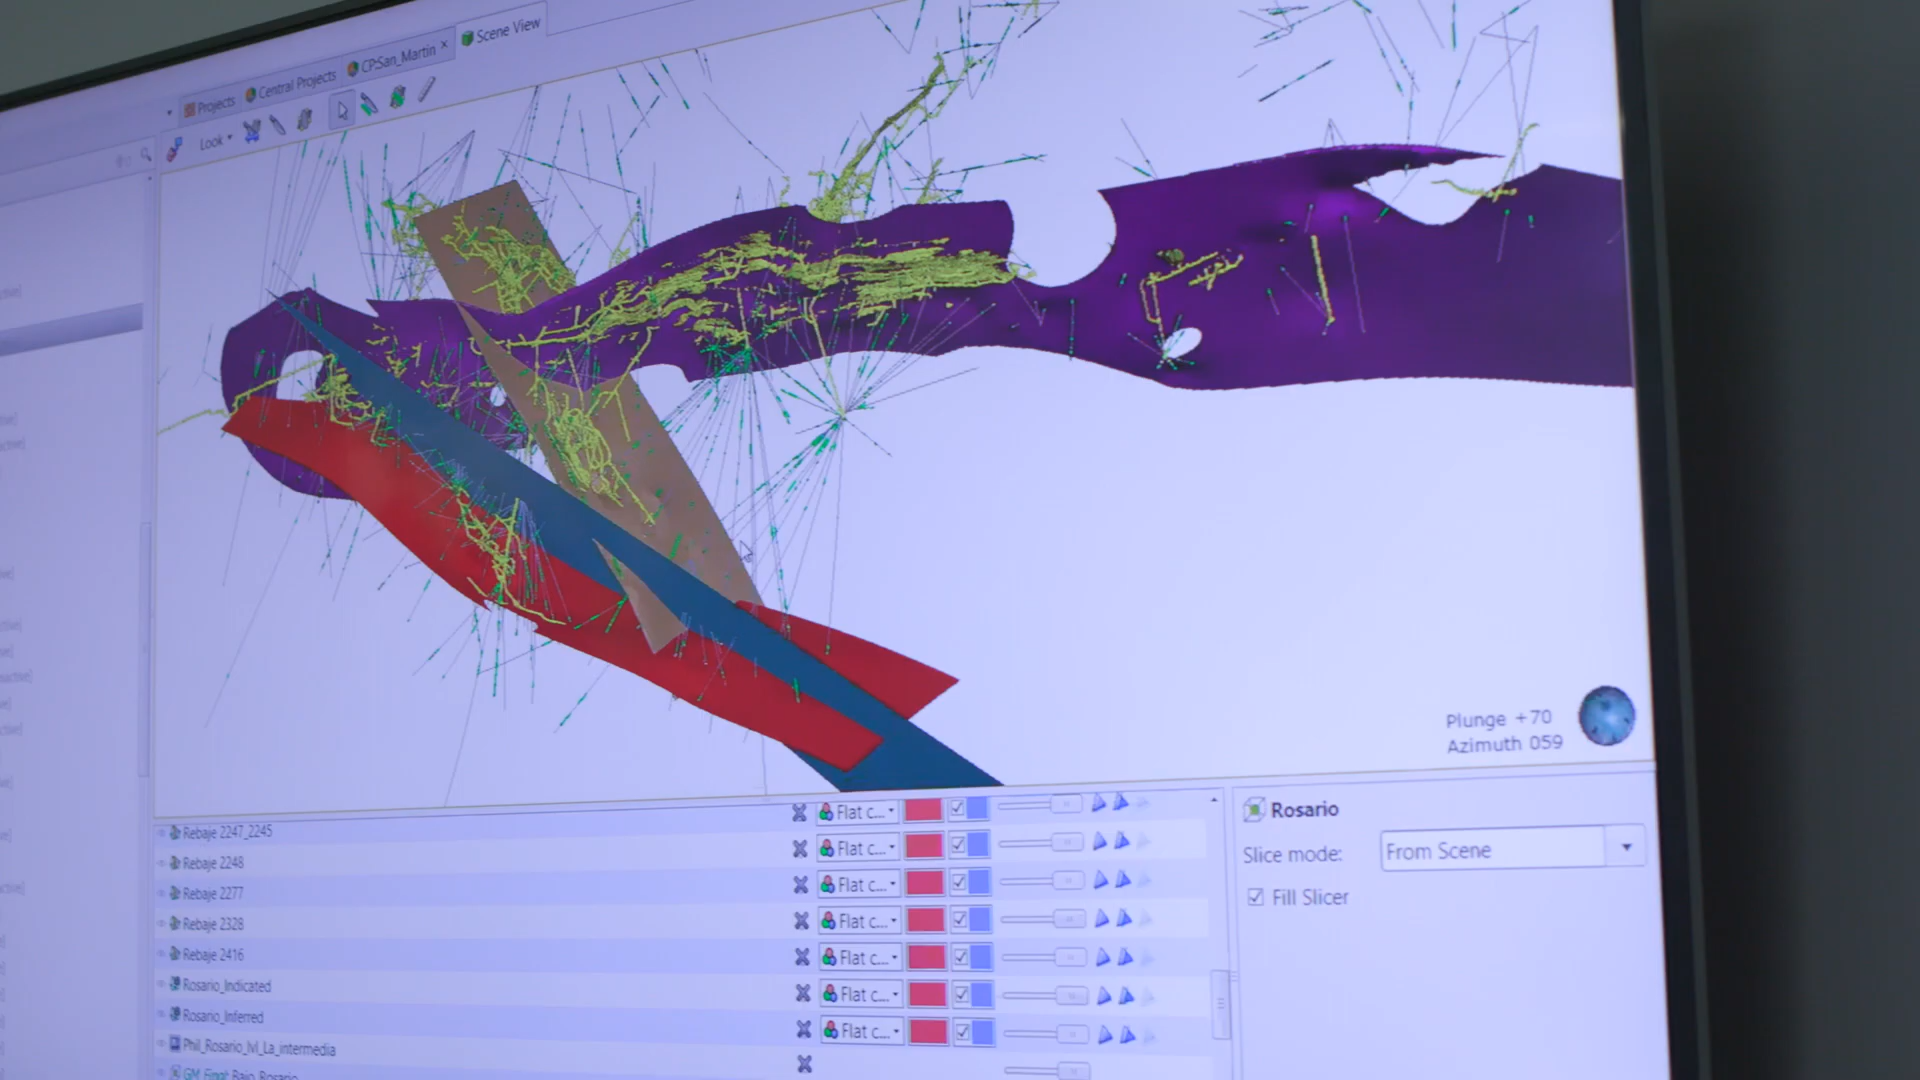 Projects
Central Projects
CP:San_Martin
Scene View
Look
Plunge +70
Azimuth 059
Flat c...
Rebaje 2247_2245
Flat c...
Rebaje 2248
Flat c...
Rebaje 2277
Flat c...
Rebaje 2328
Flat c...
Rebaje 2416
Flat c...
Rosario_Indicated
Flat c...
Rosario_Inferred
Phil_Rosario_lvl_La_intermedia
Rosario
Slice mode:
From Scene
Fill Slicer